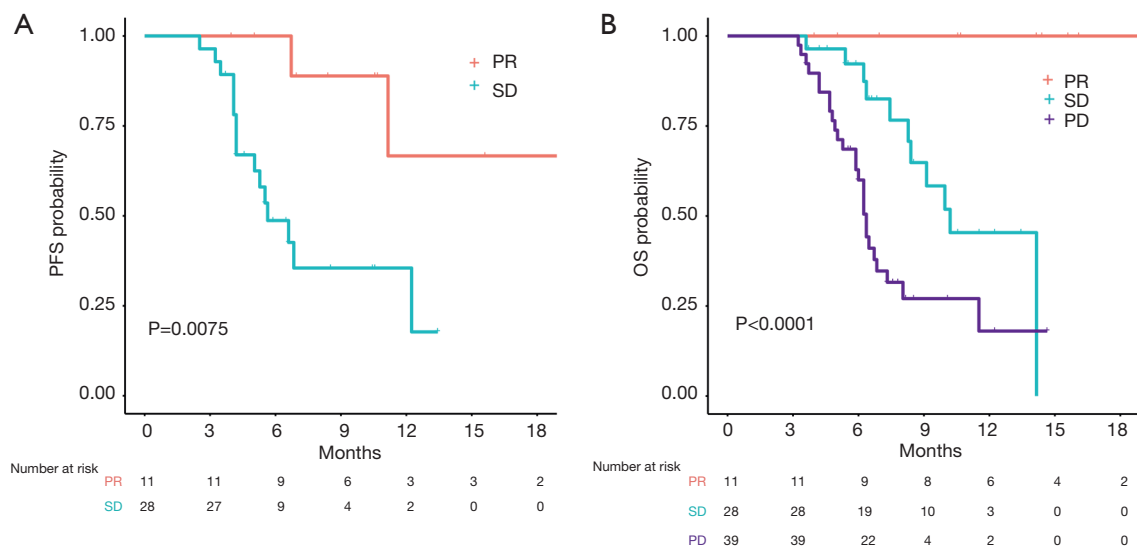 A
1.00
0.75
0.50
0.25
0.00
PFS probability
PR
SD
P=0.0075
0 3 6 9 12 15 18
Months
Number at risk
PR 11 11 9 6 3 3 2
SD 28 27 9 4 2 0 0
B
1.00
0.75
0.50
0.25
0.00
OS probability
PR
SD
PD
P<0.0001
0 3 6 9 12 15 18
Months
Number at risk
PR 11 11 9 8 6 4 2
SD 28 28 19 10 3 0 0
PD 39 39 22 4 2 0 0